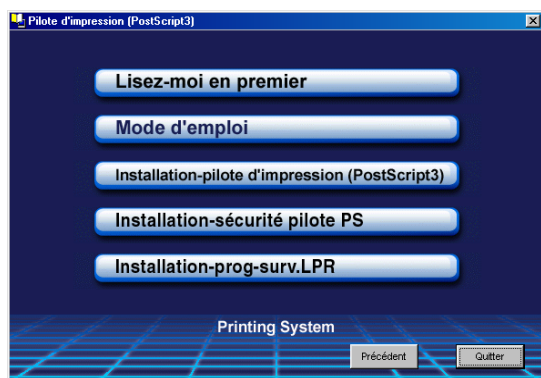 Pilote d'impression (PostScript3)
Lisez-moi en premier
Mode d'emploi
Installation-pilote d'impression (PostScript3)
Installation-sécurité pilote PS
Installation-prog-surv.LPR
Printing System
Précédent
Quitter